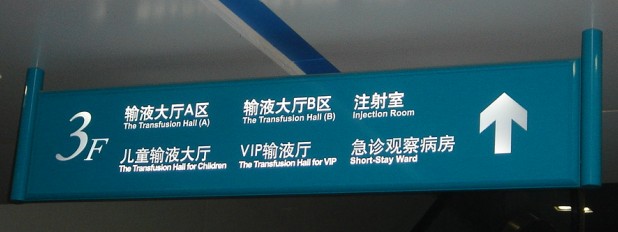 3F
输液大厅A区 输液大厅B区 注射室
The Transfusion Hall (A) The Transfusion Hall (B) Injection Room
儿童输液大厅 VIP输液厅 急诊观察病房
The Transfusion Hall for Children The Transfusion Hall for VIP Short-Stay Ward